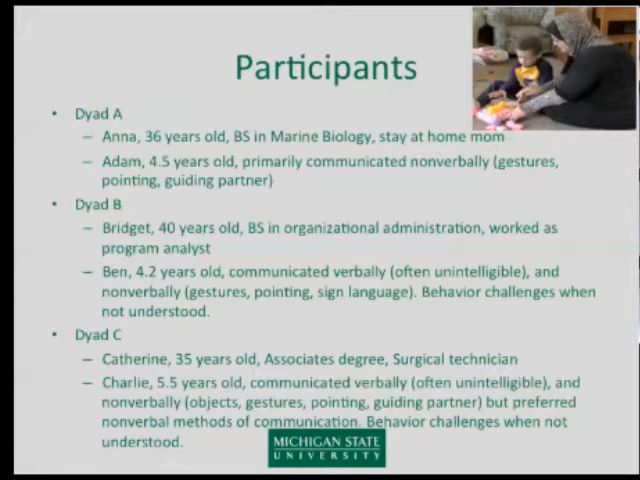 Participants
• Dyad A
– Anna, 36 years old, BS in Marine Biology, stay at home mom
– Adam, 4.5 years old, primarily communicated nonverbally (gestures,
pointing, guiding partner)
• Dyad B
– Bridget, 40 years old, BS in organizational administration, worked as
program analyst
– Ben, 4.2 years old, communicated verbally (often unintelligible), and
nonverbally (gestures, pointing, sign language). Behavior challenges when
not understood.
• Dyad C
– Catherine, 35 years old, Associates degree, Surgical technician
– Charlie, 5.5 years old, communicated verbally (often unintelligible), and
nonverbally (objects, gestures, pointing, guiding partner) but preferred
nonverbal methods of communication. Behavior challenges when not
understood.
MICHIGAN STATE
UNIVERSITY